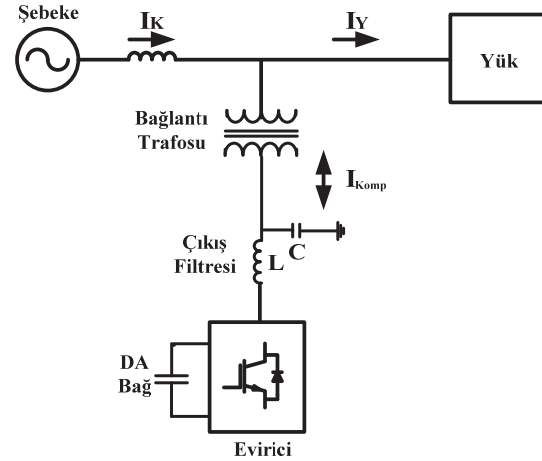 Şebeke
IK
IY
Yük
Bağlantı
Trafosu
IKomp
Çıkış
Filtresi
L
C
DA
Bağ
Evirici